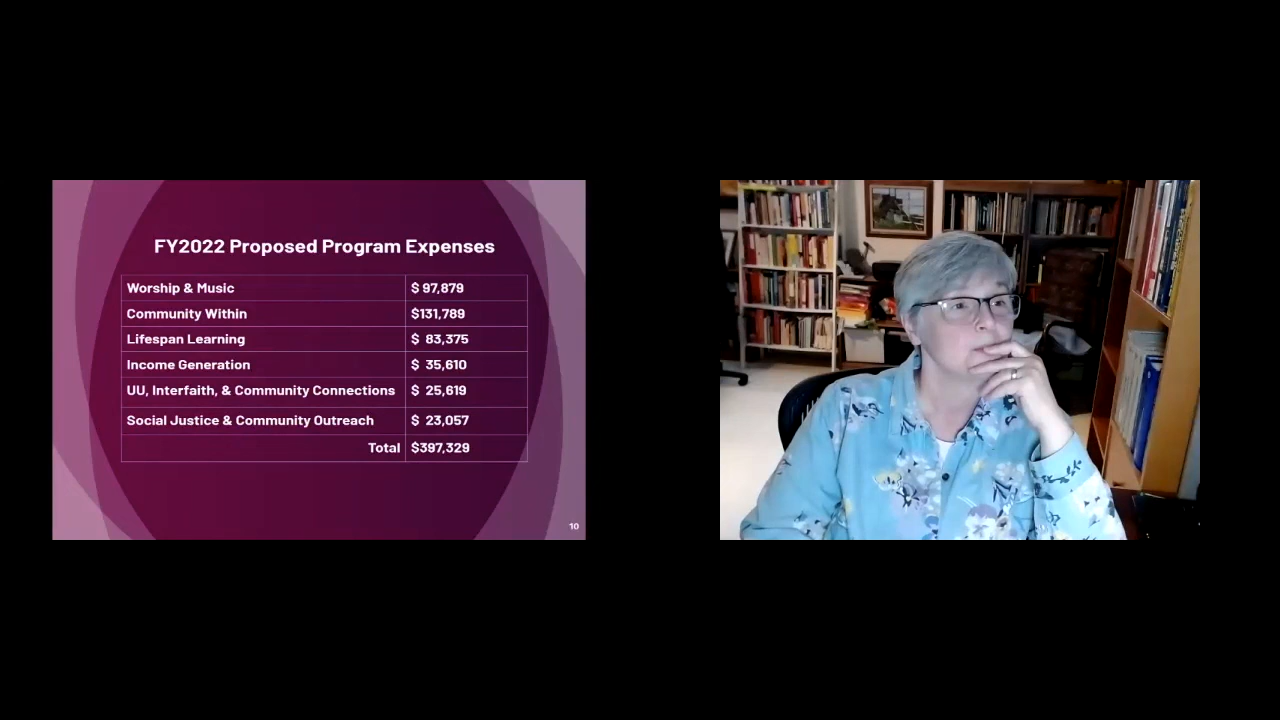 FY2022 Proposed Program Expenses
Worship & Music $ 97,879
Community Within $131,789
Lifespan Learning $ 83,375
Income Generation $ 35,610
UU, Interfaith, & Community Connections $ 25,619
Social Justice & Community Outreach $ 23,057
Total $397,329
10